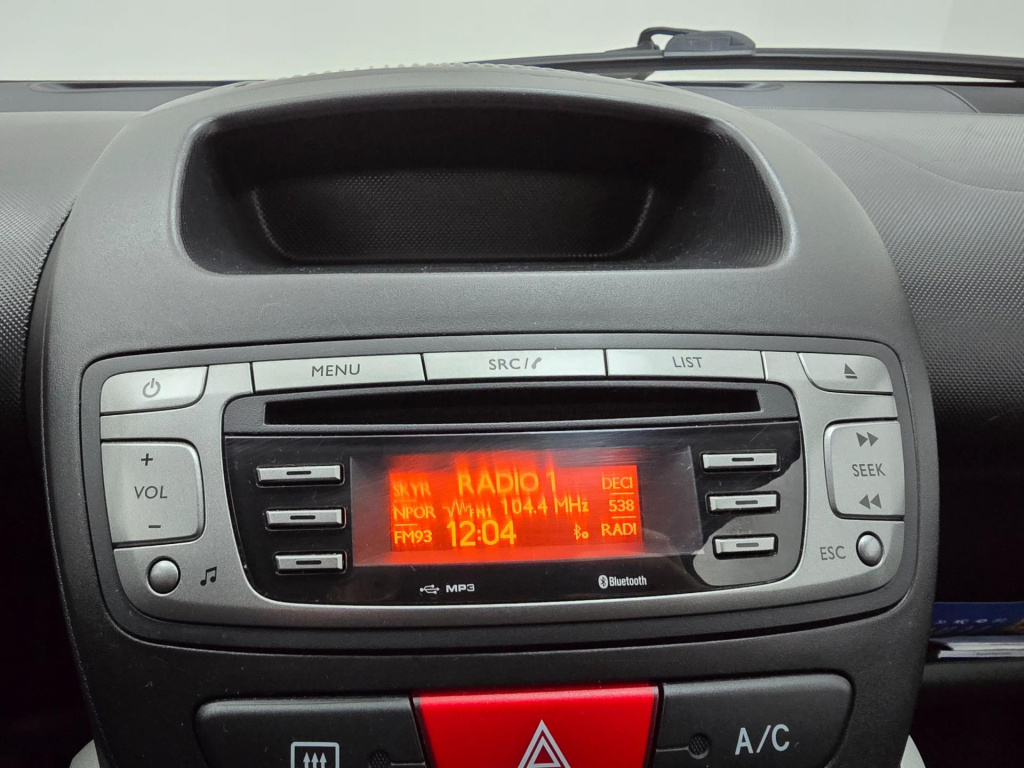 MENU
SRC/
LIST
+
VOL
−
SEEK
ESC
SKYR
RADIO 1
DECI
NPOR
FM1 104.4 MHz
538
FM93
12:04
RADI
MP3
Bluetooth
A/C